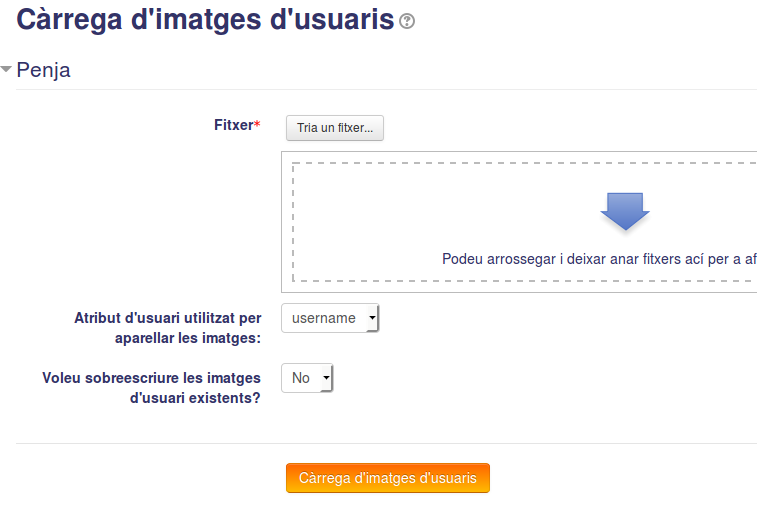 Càrrega d'imatges d'usuaris
Penja
Fitxer*
Tria un fitxer...
Podeu arrossegar i deixar anar fitxers ací per a af
Atribut d'usuari utilitzat per
aparellar les imatges:
username
Voleu sobreescriure les imatges
d'usuari existents?
No
Càrrega d'imatges d'usuaris